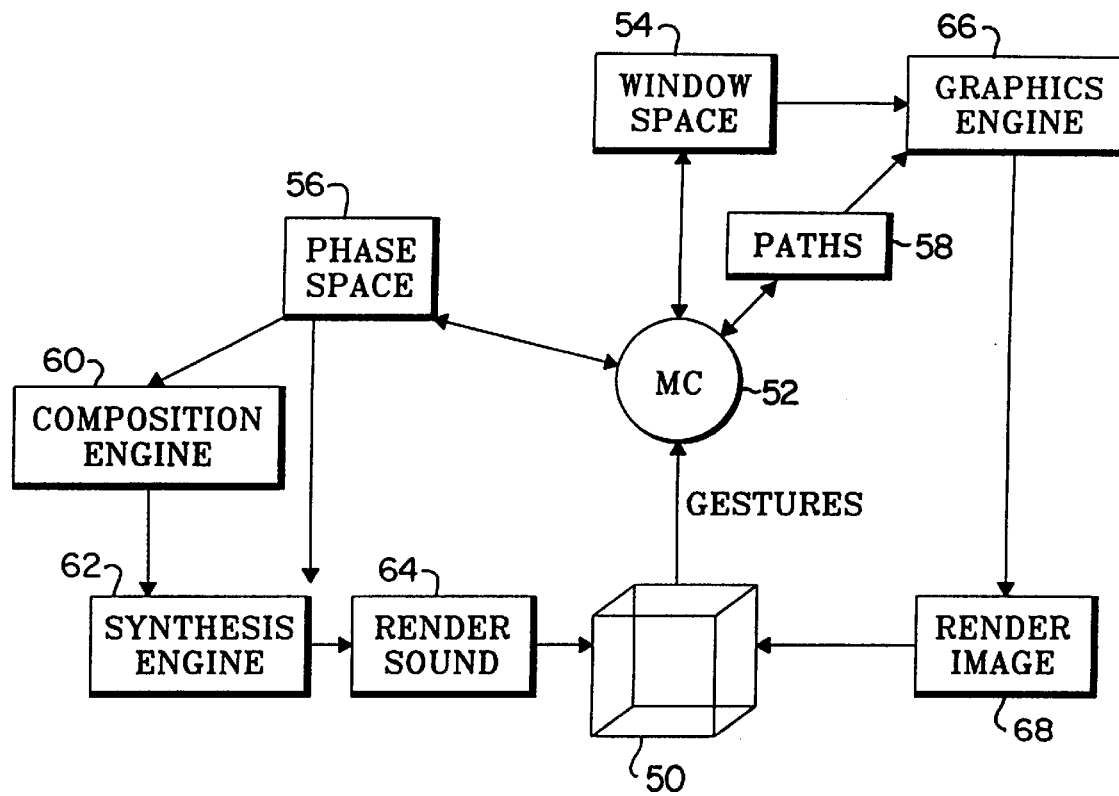 54
66
WINDOW
SPACE
GRAPHICS
ENGINE
56
PHASE
SPACE
PATHS
58
60
COMPOSITION
ENGINE
MC
52
GESTURES
62
SYNTHESIS
ENGINE
64
RENDER
SOUND
RENDER
IMAGE
50
68